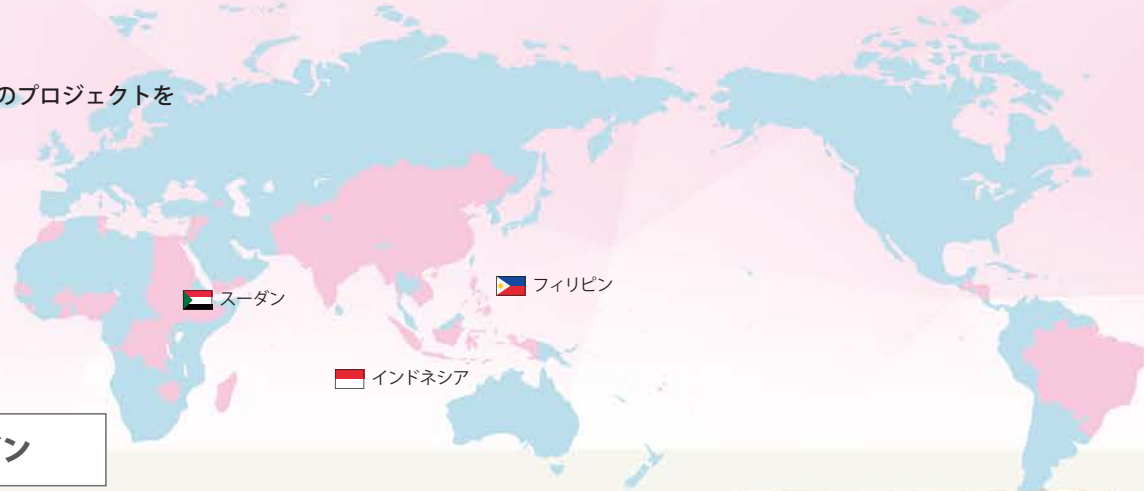 のプロジェクトを
フィリピン
スーダン
インドネシア
ン